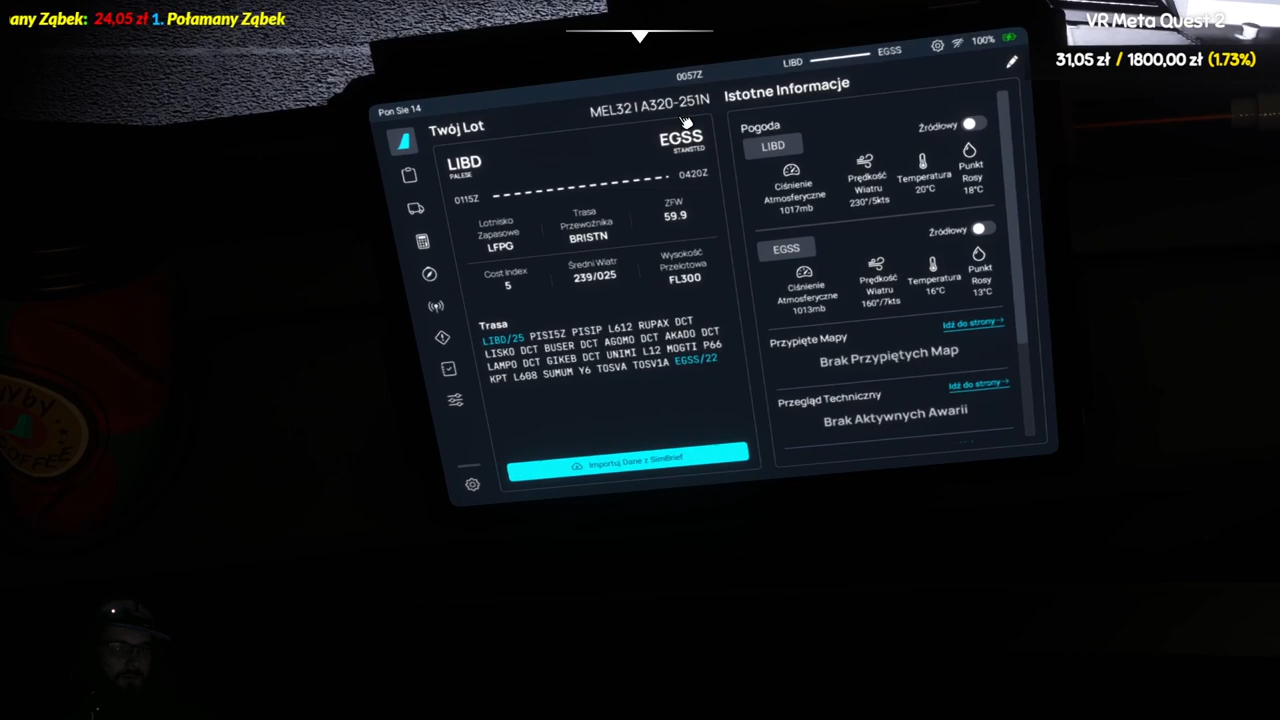 any Ząbek: 24,05 zł 1. Połamany Ząbek
VR Meta Quest 2
31,05 zł / 1800,00 zł (1.73%)
Pon Sie 14
0057Z
LIBD
EGSS
100%
Twój Lot
MEL32 | A320-251N
LIBD
PALESE
EGSS
STANSTED
0115Z
0420Z
Lotnisko
Zapasowe
LFPG
Trasa
Przewoźnika
BRISTN
ZFW
59.9
Cost Index
5
Średni Wiatr
239/025
Wysokość
Przelotowa
FL300
Trasa
LIBD/25 PISI5Z PISIP L612 RUPAX DCT
LISKO DCT BUSER DCT AGOMO DCT AKADO DCT
LAMPO DCT GIKEB DCT UNIMI L12 MOGTI P66
KPT L608 SUMUM Y6 TOSVA TOSV1A EGSS/22
Importuj Dane z SimBrief
Istotne Informacje
Pogoda
LIBD
Źródłowy
Ciśnienie
Atmosferyczne
1017mb
Prędkość
Wiatru
230°/5kts
Temperatura
20°C
Punkt
Rosy
18°C
EGSS
Źródłowy
Ciśnienie
Atmosferyczne
1013mb
Prędkość
Wiatru
160°/7kts
Temperatura
16°C
Punkt
Rosy
13°C
Przypięte Mapy
Idź do strony
Brak Przypiętych Map
Przegląd Techniczny
Idź do strony
Brak Aktywnych Awarii
COFFEE